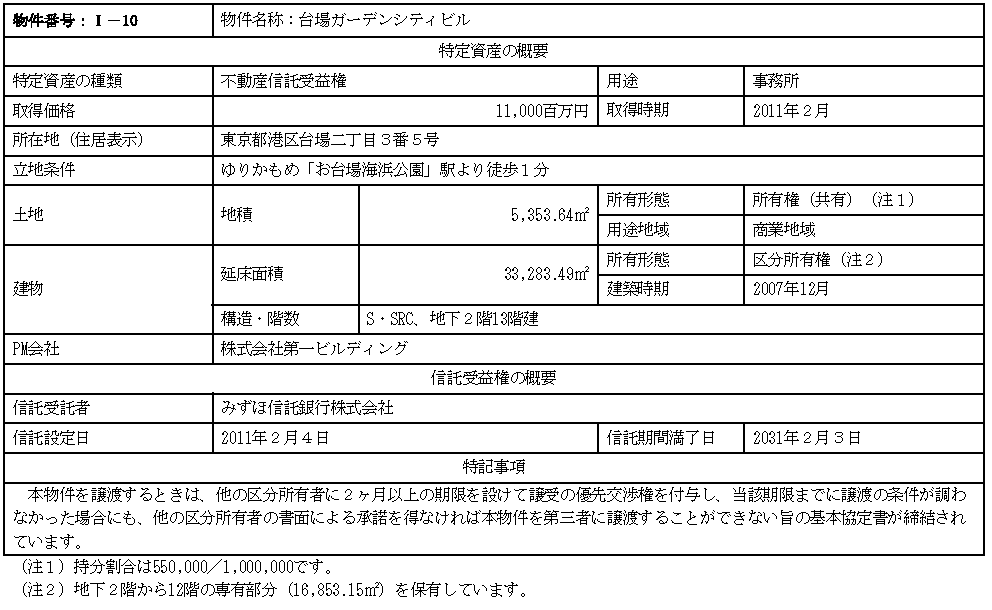 物件番号：Ⅰ－10 物件名称：台場ガーデンシティビル
特定資産の概要
特定資産の種類 不動産信託受益権 用途 事務所
取得価格 11,000百万円 取得時期 2011年２月
所在地（住居表示） 東京都港区台場二丁目３番５号
立地条件 ゆりかもめ「お台場海浜公園」駅より徒歩１分
土地 地積 5,353.64㎡ 所有形態 所有権（共有）（注１）
用途地域 商業地域
建物 延床面積 33,283.49㎡ 所有形態 区分所有権（注２）
建築時期 2007年12月
構造・階数 S・SRC、地下２階13階建
PM会社 株式会社第一ビルディング
信託受益権の概要
信託受託者 みずほ信託銀行株式会社
信託設定日 2011年２月４日 信託期間満了日 2031年２月３日
特記事項
本物件を譲渡するときは、他の区分所有者に２ヶ月以上の期限を設けて譲受の優先交渉権を付与し、当該期限までに譲渡の条件が調わ
なかった場合にも、他の区分所有者の書面による承諾を得なければ本物件を第三者に譲渡することができない旨の基本協定書が締結され
ています。
（注１）持分割合は550,000／1,000,000です。
（注２）地下２階から12階の専有部分（16,853.15㎡）を保有しています。